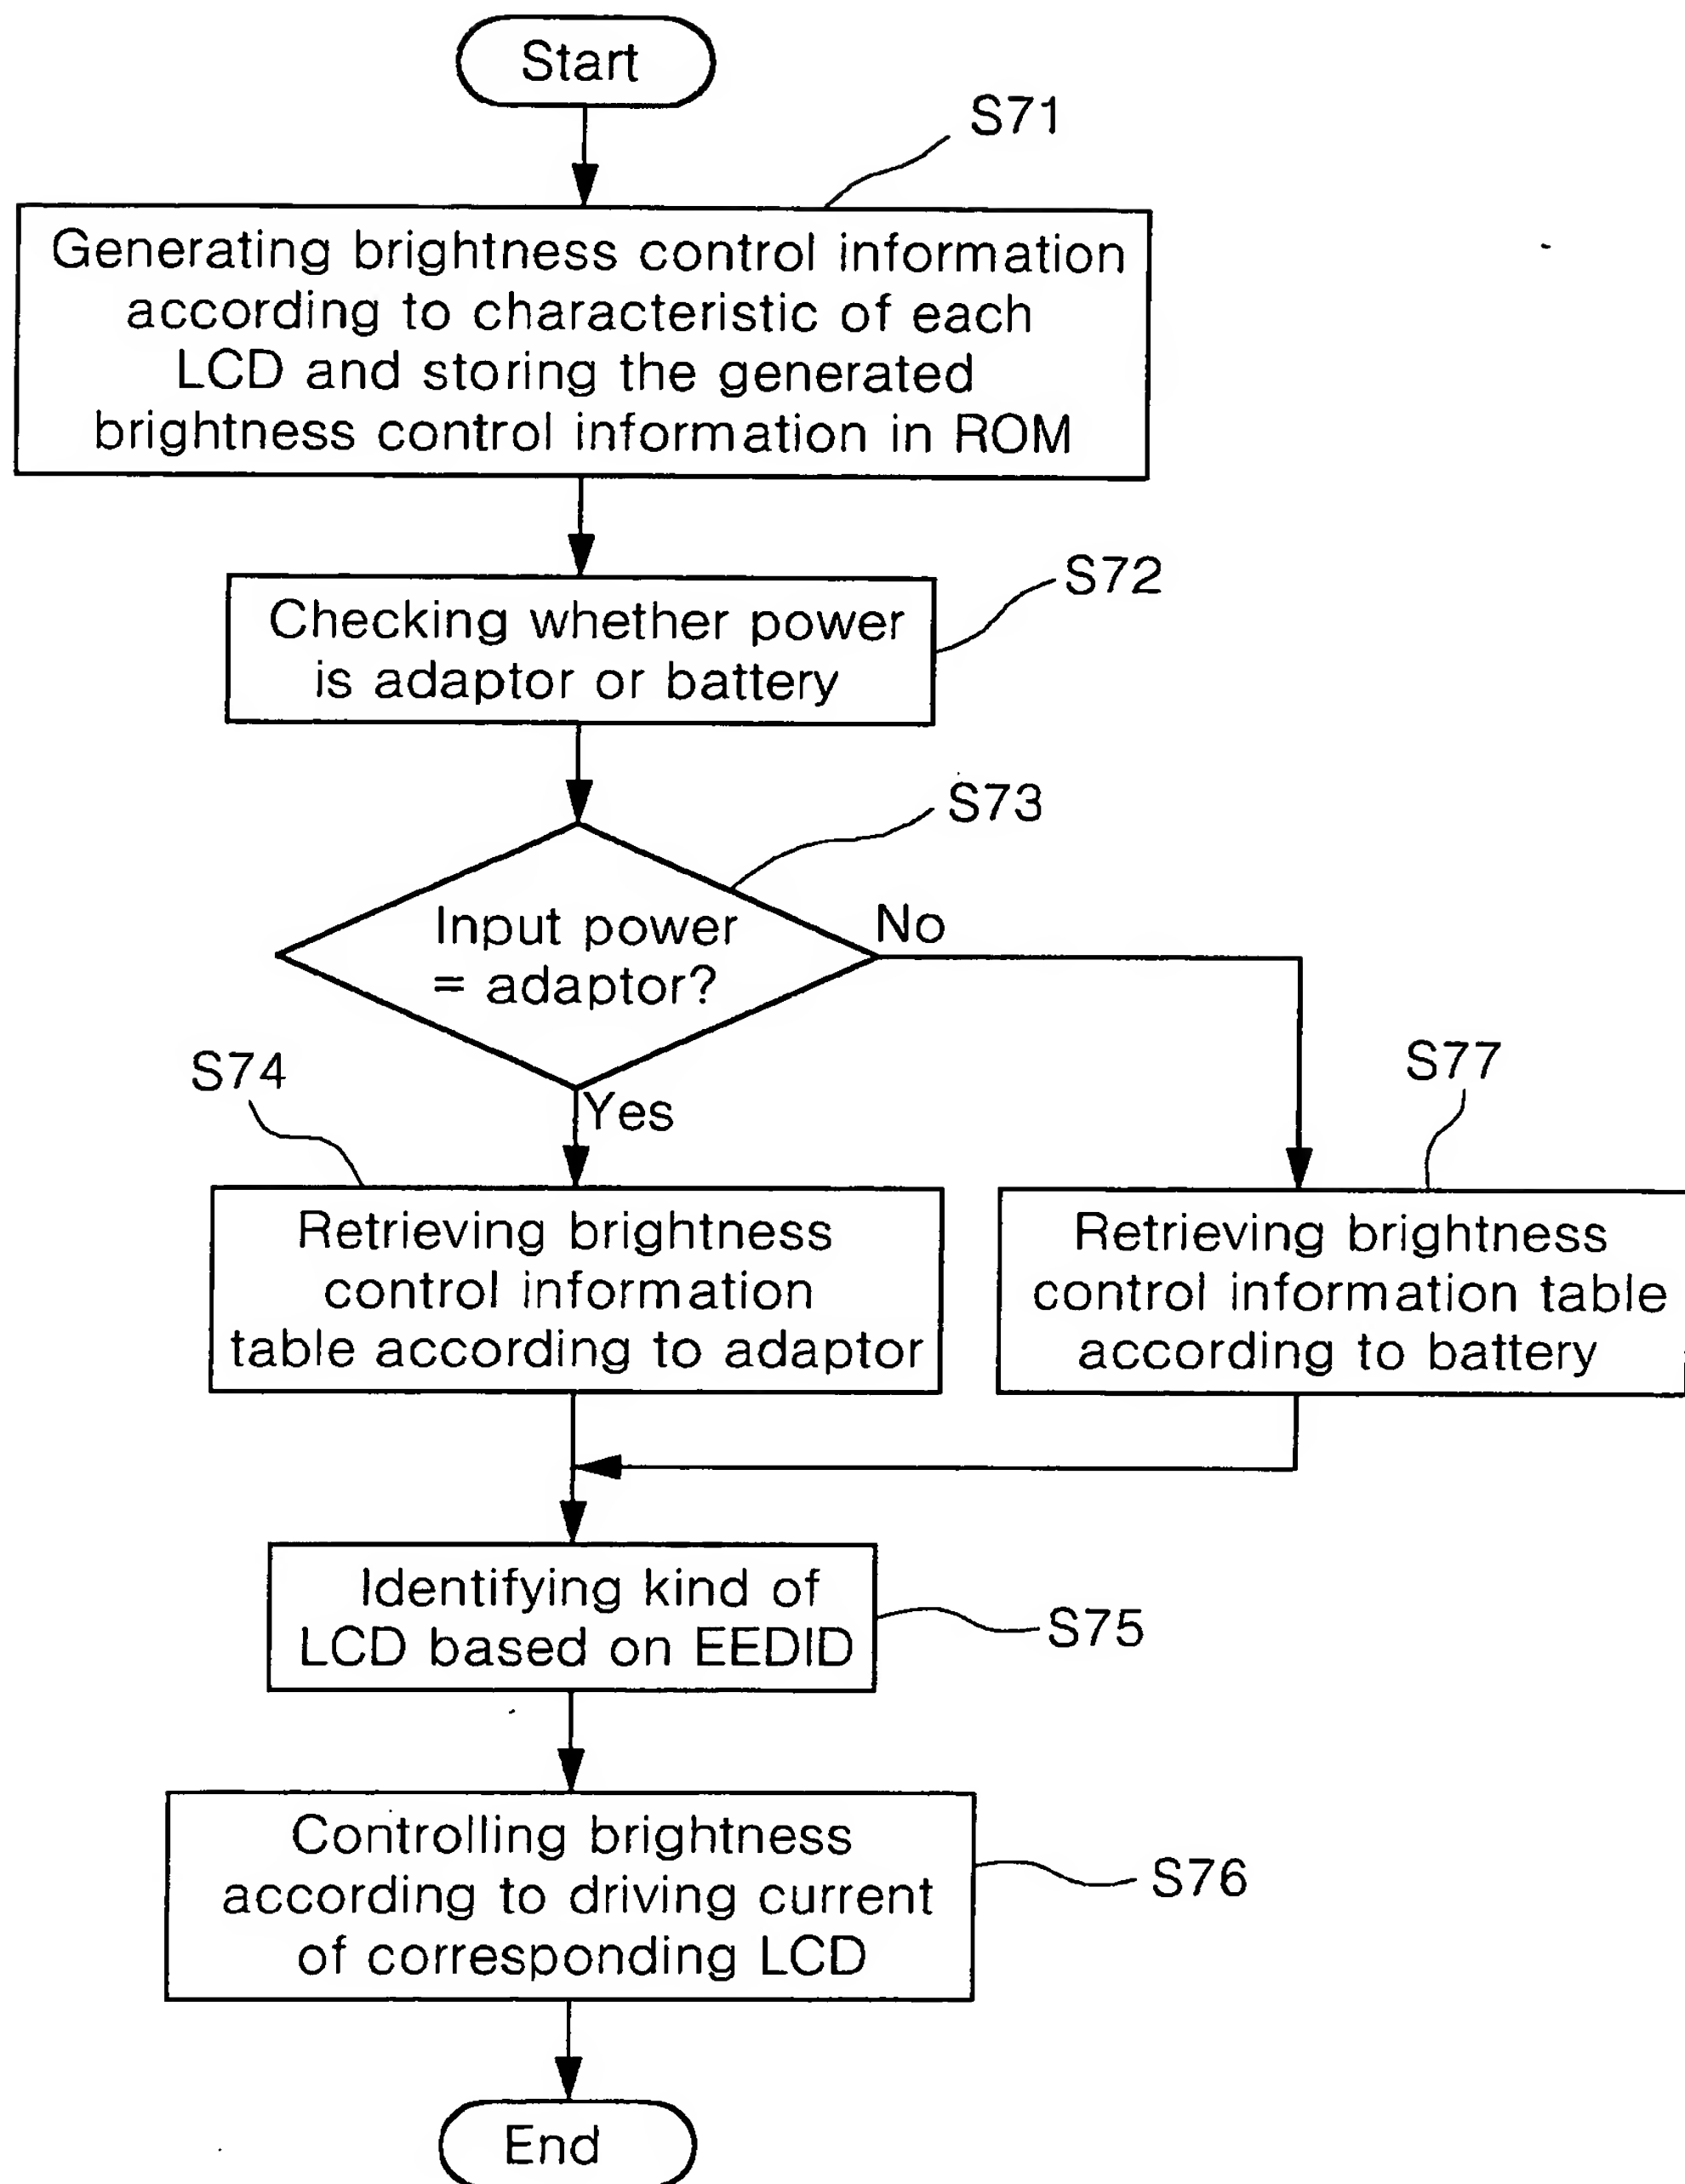 Start
S71
Generating brightness control information
according to characteristic of each
LCD and storing the generated
brightness control information in ROM
S72
Checking whether power
is adaptor or battery
S73
Input power
= adaptor?
No
Yes
S74
S77
Retrieving brightness
control information
table according to adaptor
Retrieving brightness
control information table
according to battery
Identifying kind of
LCD based on EEDID
S75
Controlling brightness
according to driving current
of corresponding LCD
S76
End